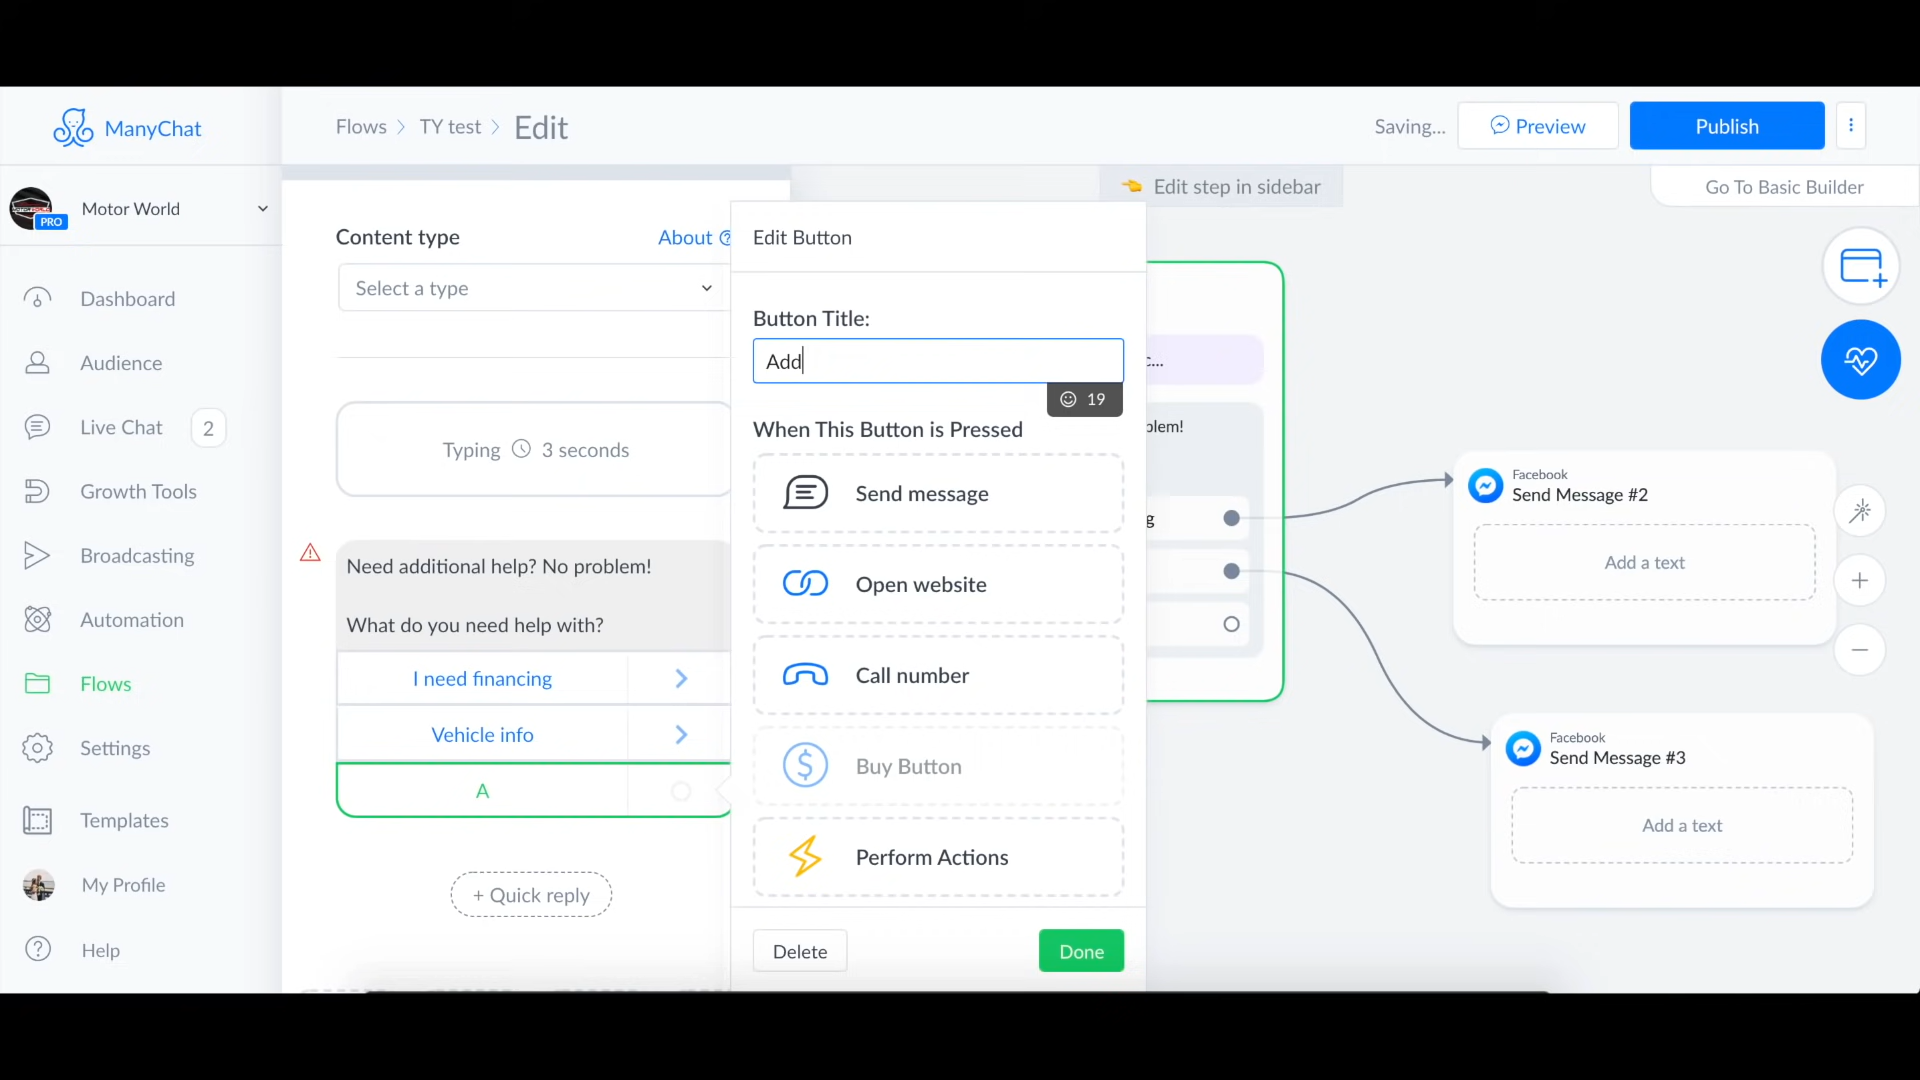 ManyChat
Flows
TY test
Edit
Saving...
Preview
Publish
Motor World
PRO
Edit step in sidebar
Go To Basic Builder
Dashboard
Audience
Live Chat
2
Growth Tools
Broadcasting
Automation
Flows
Settings
Templates
My Profile
Help
Content type
About
Select a type
Typing 3 seconds
Need additional help? No problem!
What do you need help with?
I need financing
Vehicle info
A
+ Quick reply
Edit Button
Button Title:
Add
19
When This Button is Pressed
Send message
Open website
Call number
Buy Button
Perform Actions
Delete
Done
c...
blem!
g
Facebook
Send Message #2
Add a text
Facebook
Send Message #3
Add a text